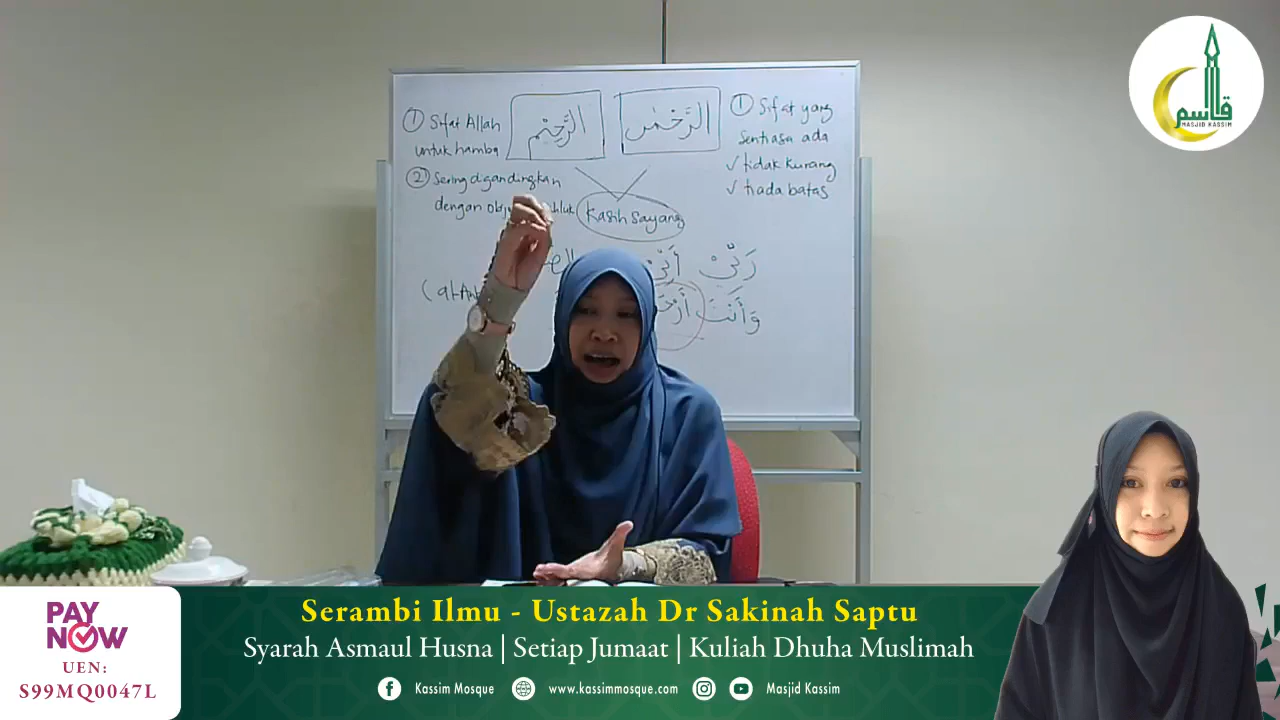 ① Sifat Allah
untuk hamba
② Sering digandingkan
dengan
الرَّحِيْم
الرَّحْمٰن
① Sifat yang
sentiasa ada
✓ tidak kurang
✓ tiada batas
Kasih Sayang
رَبِّيْ
وَأَنْتَ
قاسم
MASJID KASSIM
PAY
NOW
UEN:
S99MQ0047L
Serambi Ilmu - Ustazah Dr Sakinah Saptu
Syarah Asmaul Husna | Setiap Jumaat | Kuliah Dhuha Muslimah
Kassim Mosque www.kassimmosque.com Masjid Kassim